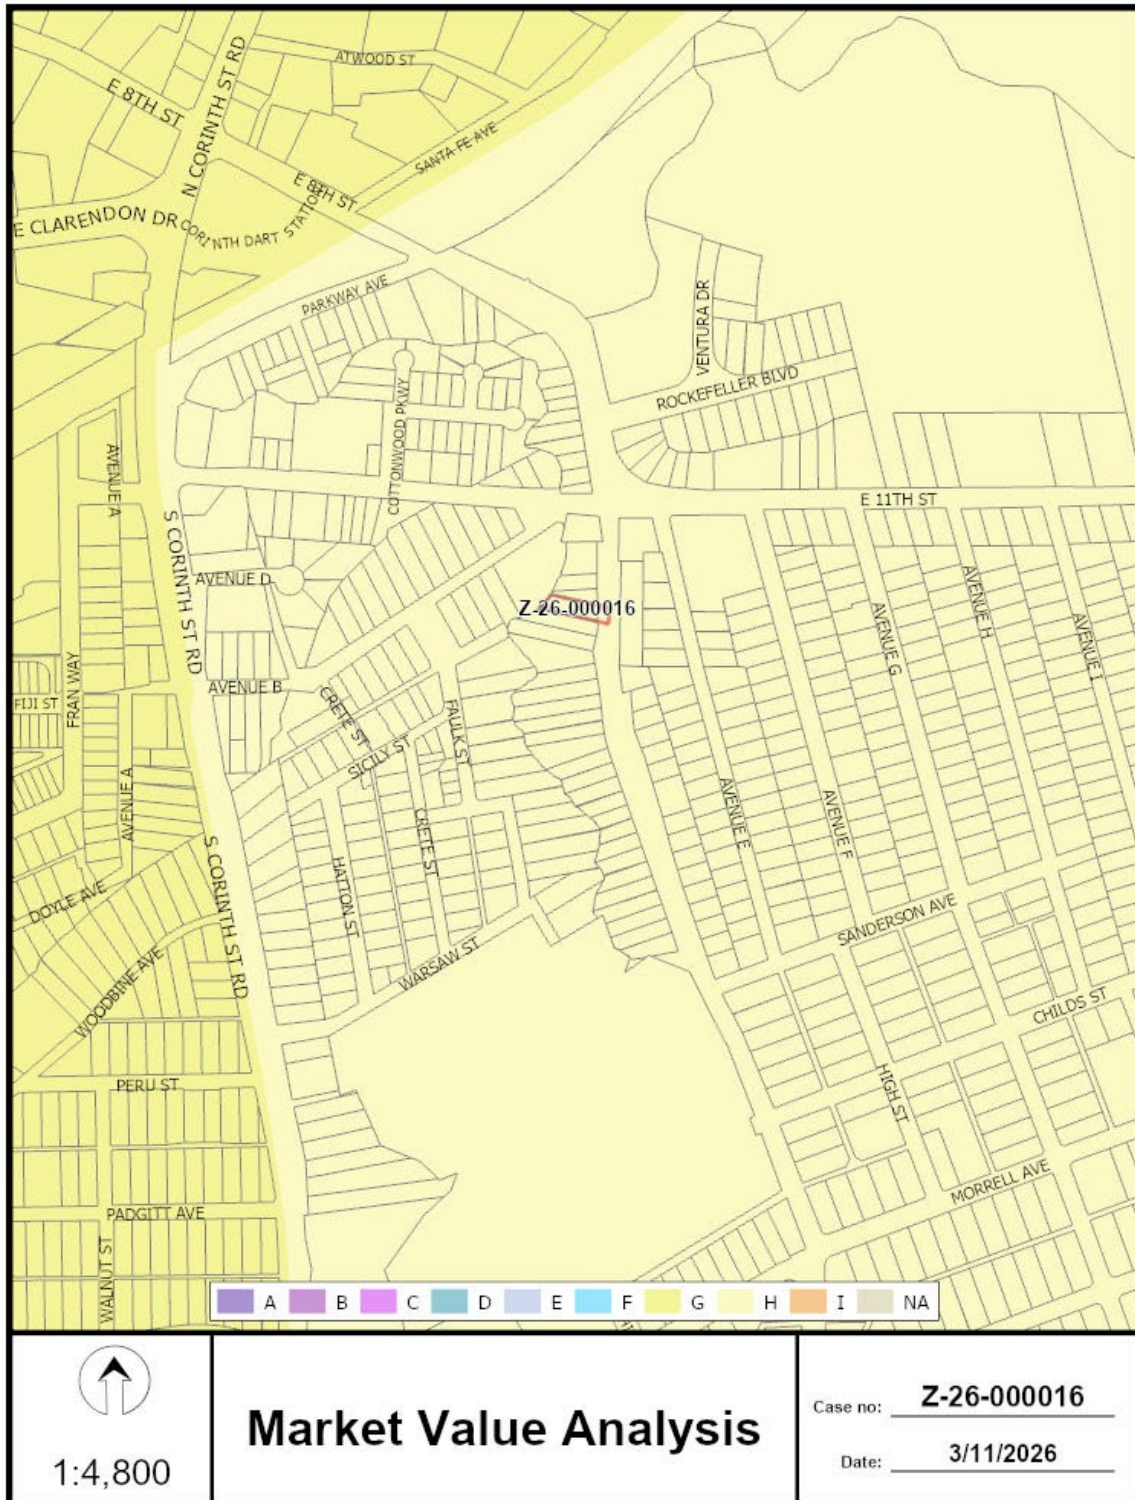 ATWOOD ST
E 8TH ST
N CORINTH ST RD
SANTA FE AVE
E 8TH ST
E CLARENDON DR
CORINTH DART STATION
PARKWAY AVE
VENTURA DR
ROCKEFELLER BLVD
COTTONWOOD PKWY
AVENUE A
E 11TH ST
S CORINTH ST RD
AVENUE D
Z-26-000016
AVENUE H
AVENUE G
AVENUE I
FRAN WAY
AVENUE B
FIJI ST
CRETE ST
FAULK ST
SICILY ST
AVENUE A
AVENUE E
AVENUE F
CRETE ST
HATTON ST
S CORINTH ST RD
DOYLE AVE
SANDERSON AVE
WARSAW ST
WOODBINE AVE
CHILDS ST
PERU ST
HIGH ST
MORRELL AVE
PADGITT AVE
WALNUT ST
A B C D E F G H I NA
1:4,800
Market Value Analysis
Case no: Z-26-000016
Date: 3/11/2026